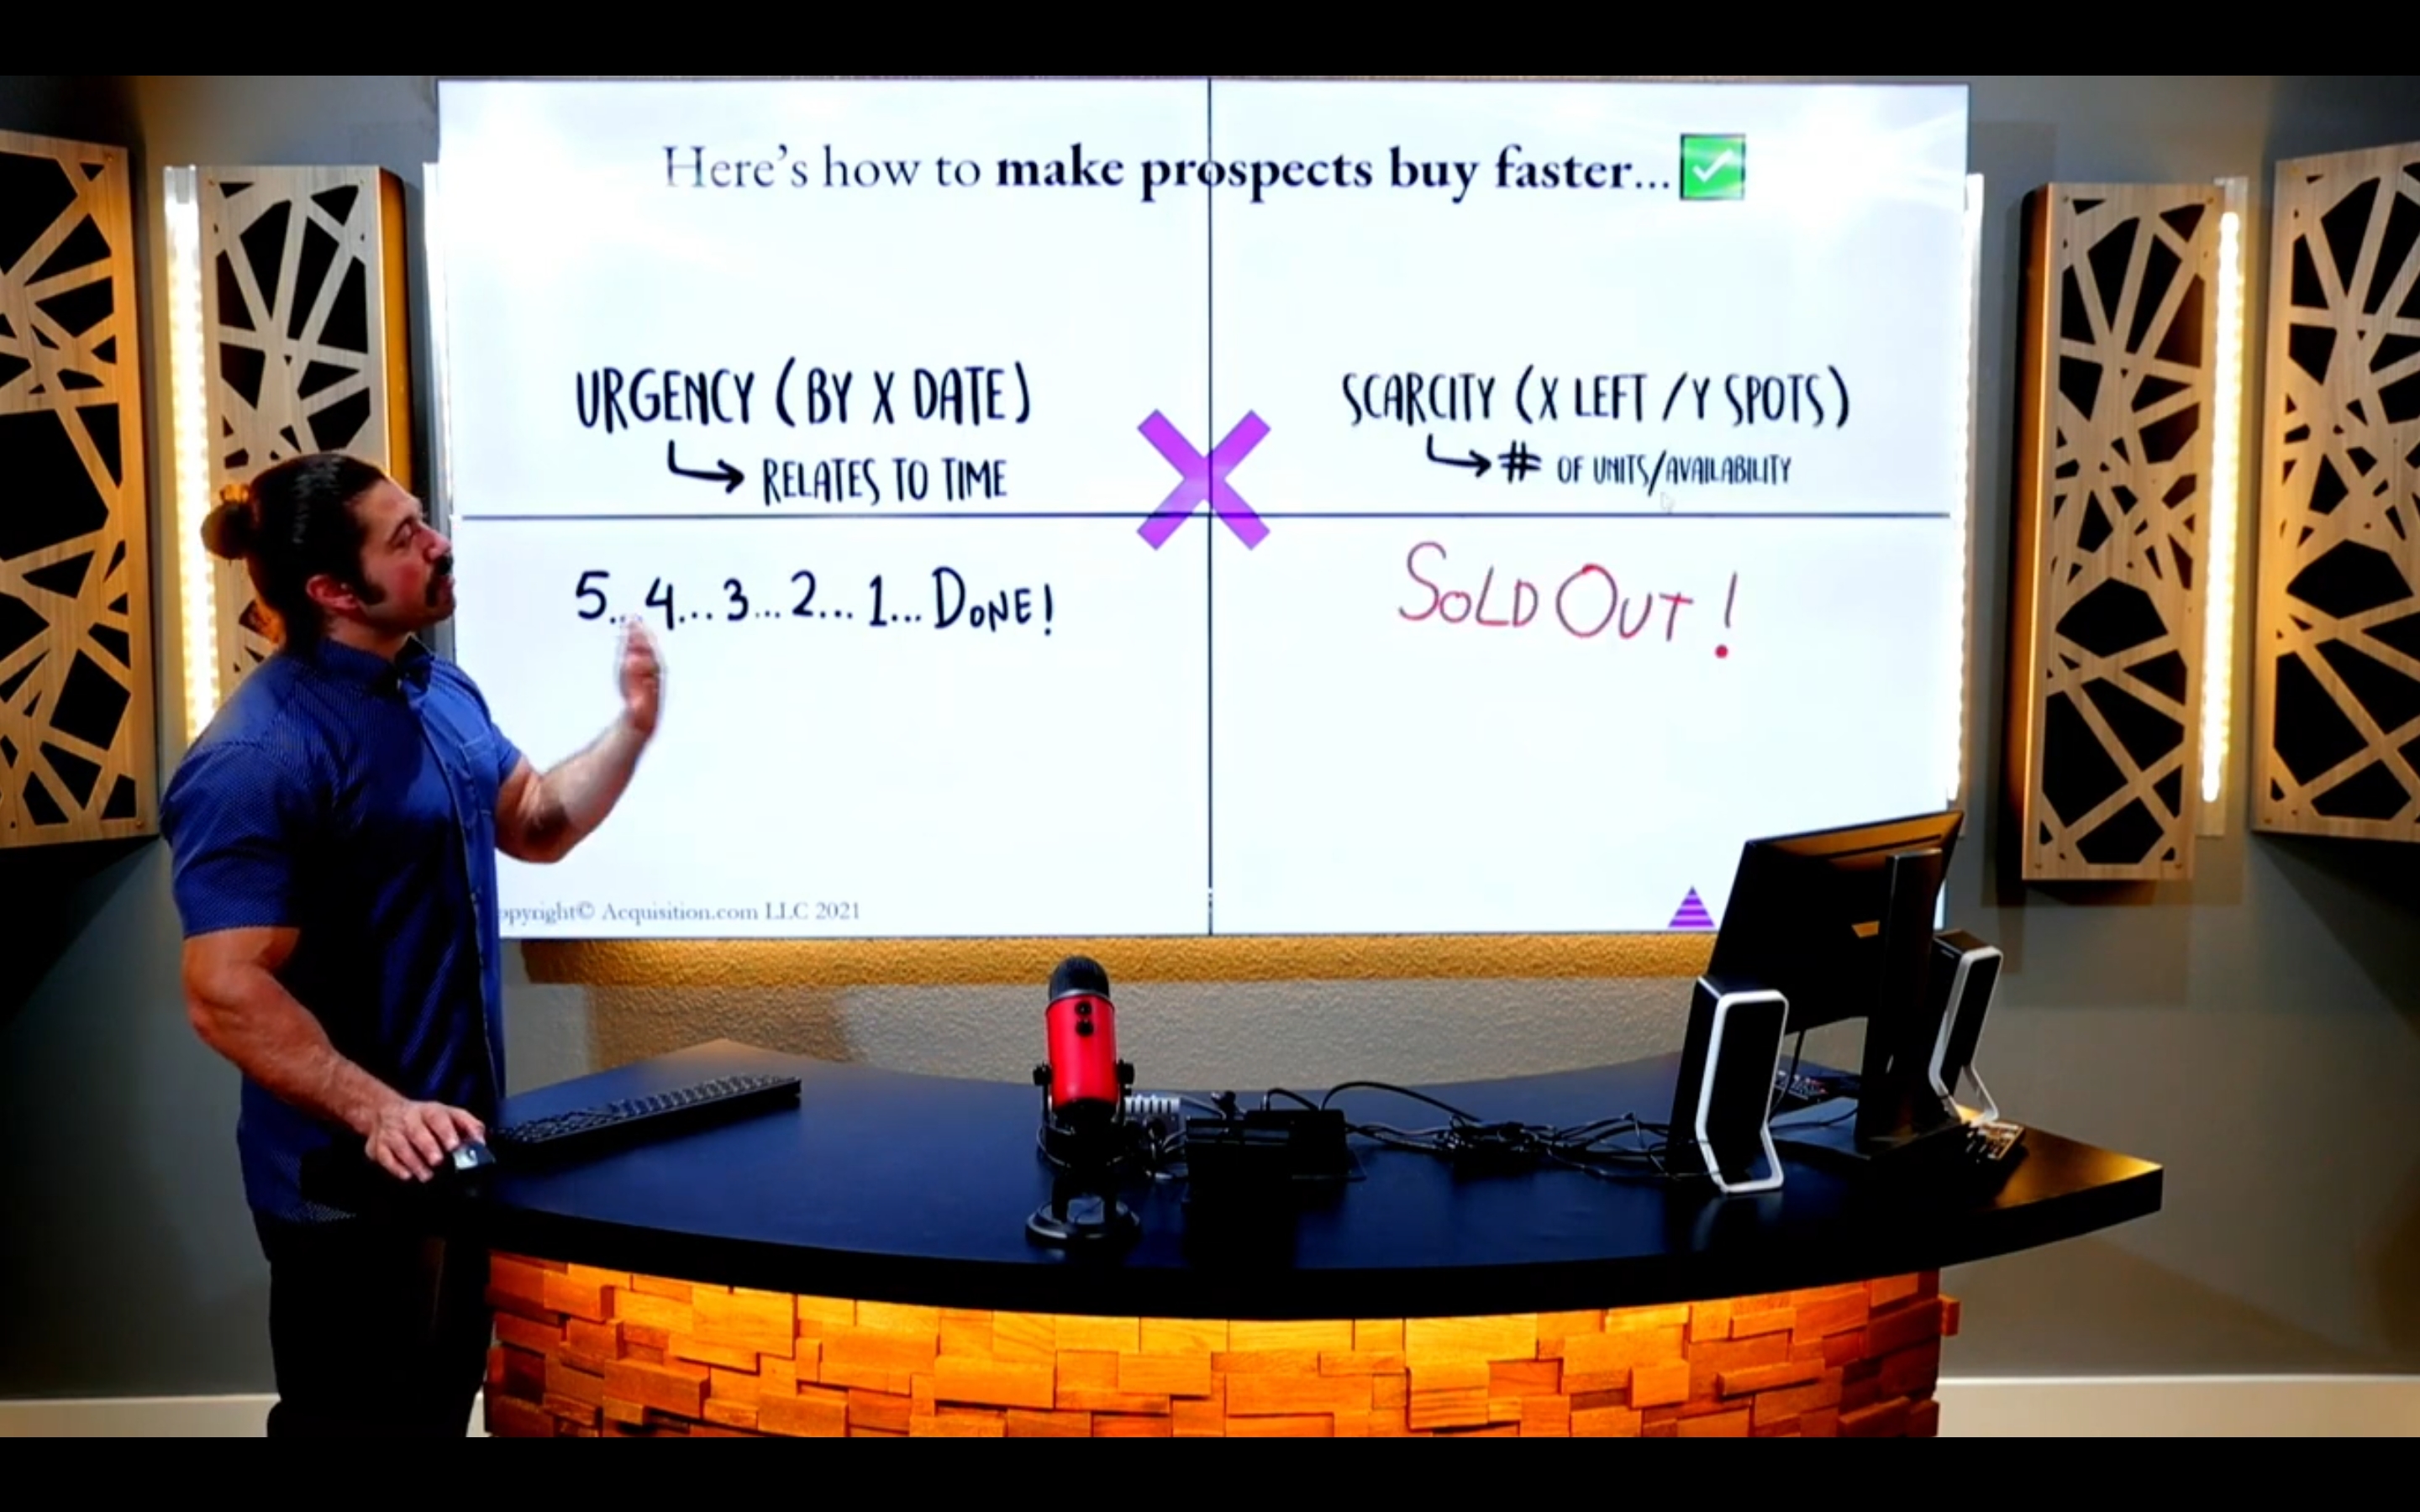 Here's how to make prospects buy faster...
URGENCY (BY X DATE)
RELATES TO TIME
5...4...3...2...1...DONE!
SCARCITY (X LEFT / Y SPOTS)
# OF UNITS/AVAILABILITY
SOLD OUT!
opyright© Acquisition.com LLC 2021